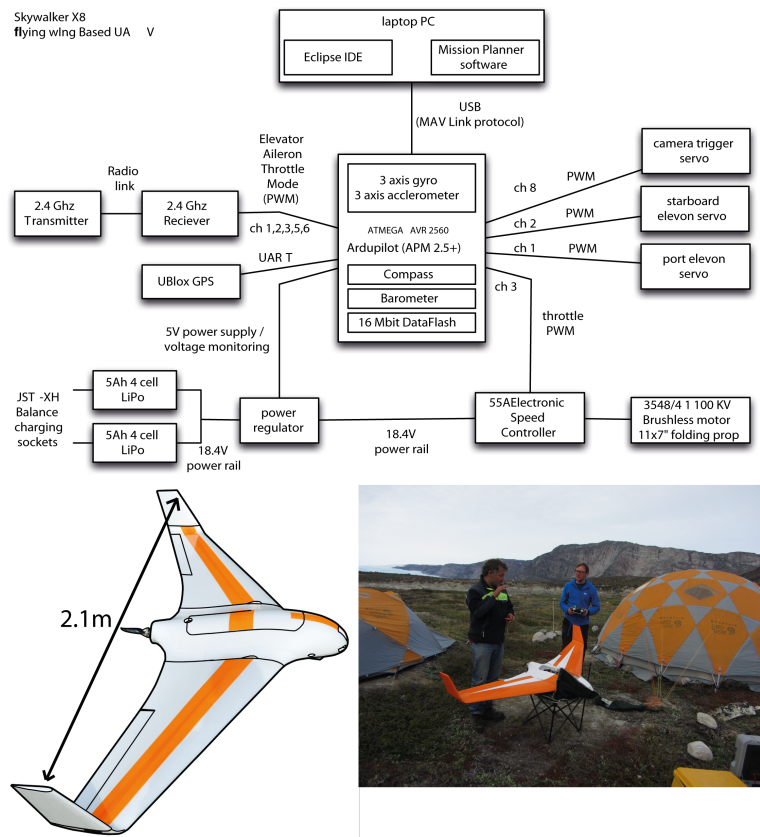 Skywalker X8
flying wIng Based UA V
laptop PC
Eclipse IDE
Mission Planner
software
USB
(MAV Link protocol)
Elevator
Aileron
Throttle
Mode
(PWM)
Radio
link
2.4 Ghz
Transmitter
2.4 Ghz
Reciever
ch 1,2,3,5,6
3 axis gyro
3 axis acclerometer
ATMEGA AVR 2560
Ardupilot (APM 2.5+)
Compass
Barometer
16 Mbit DataFlash
camera trigger
servo
PWM
ch 8
starboard
elevon servo
PWM
ch 2
port elevon
servo
PWM
ch 1
UAR T
UBlox GPS
ch 3
throttle
PWM
5V power supply /
voltage monitoring
JST -XH
Balance
charging
sockets
5Ah 4 cell
LiPo
5Ah 4 cell
LiPo
18.4V
power rail
power
regulator
18.4V
power rail
55AElectronic
Speed
Controller
3548/4 1 100 KV
Brushless motor
11x7" folding prop
2.1m